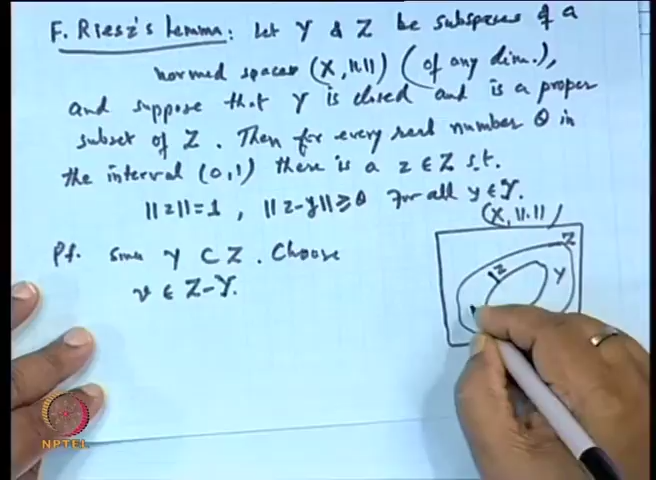 F. Riesz's Lemma: Let Y & Z be subspaces of a
normed spaces (X, ||.||) (of any dim.),
and suppose that Y is closed and is a proper
subset of Z. Then for every real number θ in
the interval (0,1) there is a z ∈ Z s.t.
||z||=1, ||z-y|| ≥ θ for all y ∈ Y.
(X, ||.||)
Pf. Since Y ⊂ Z. Choose
v ∈ Z-Y.
Z
z
Y
NPTEL